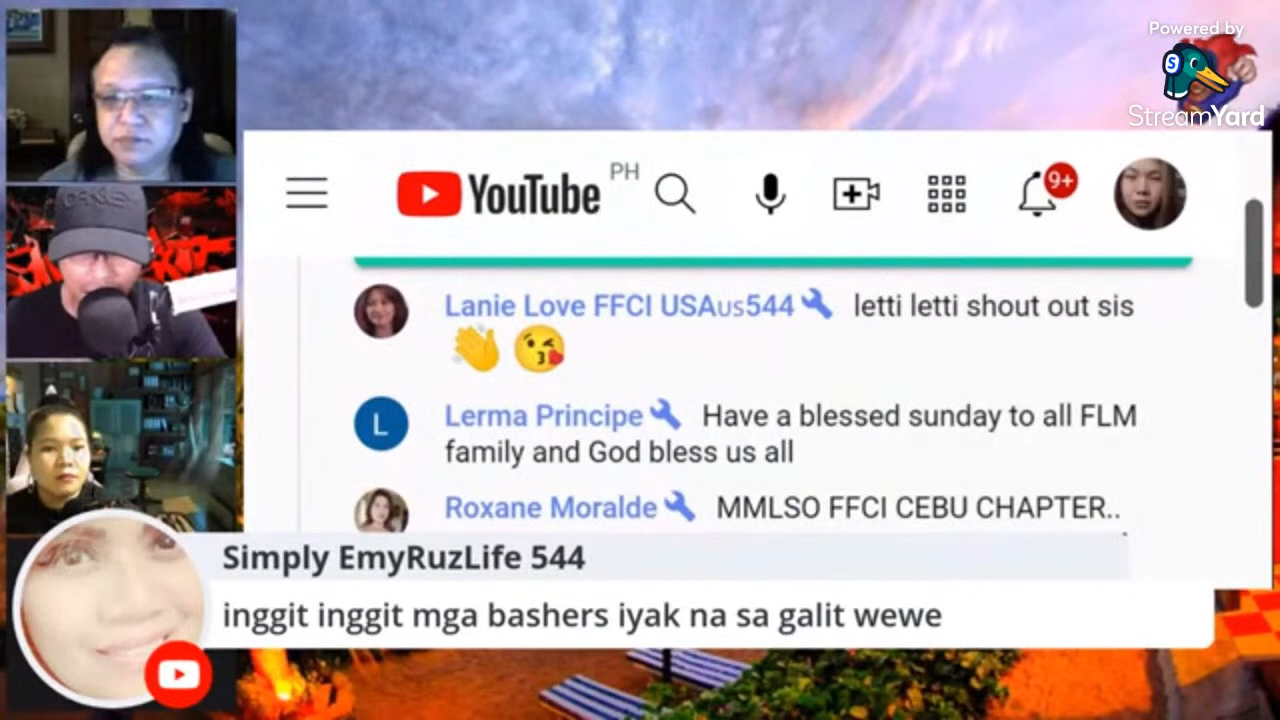 Powered by
S
StreamYard
YouTube PH
9+
Lanie Love FFCI USAUS544 letti letti shout out sis
👋 😘
L
Lerma Principe Have a blessed sunday to all FLM
family and God bless us all
Roxane Moralde MMLSO FFCI CEBU CHAPTER..
Simply EmyRuzLife 544
inggit inggit mga bashers iyak na sa galit wewe